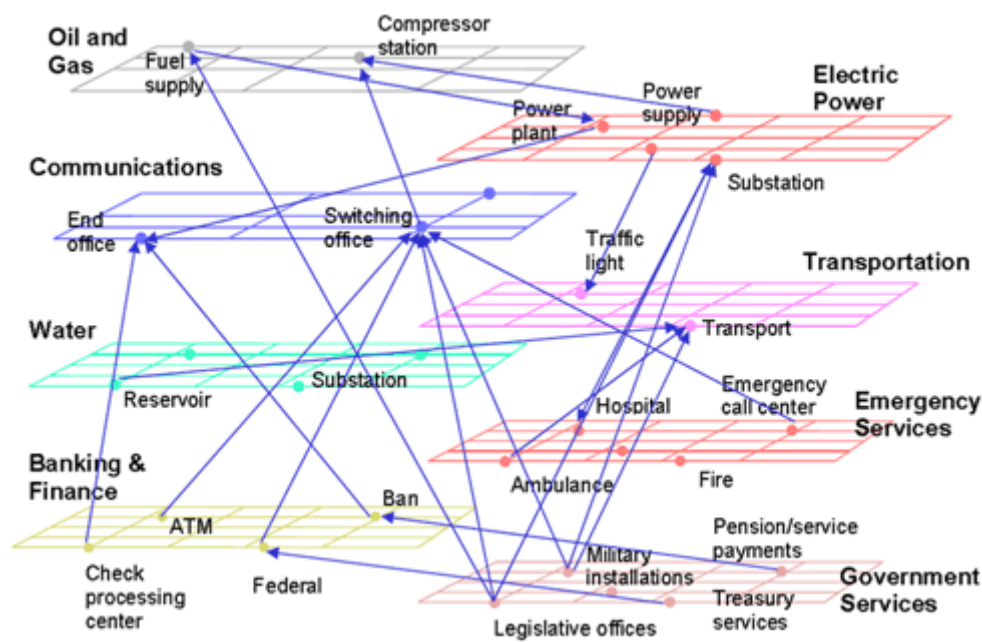 Oil and
Gas
Fuel
supply
Compressor
station
Electric
Power
Power
supply
Power
plant
Substation
Communications
End
office
Switching
office
Traffic
light
Transportation
Transport
Water
Reservoir
Substation
Emergency
Services
Hospital
Emergency
call center
Ambulance
Fire
Banking &
Finance
ATM
Ban
Check
processing
center
Federal
Government
Services
Military
installations
Pension/service
payments
Treasury
services
Legislative offices